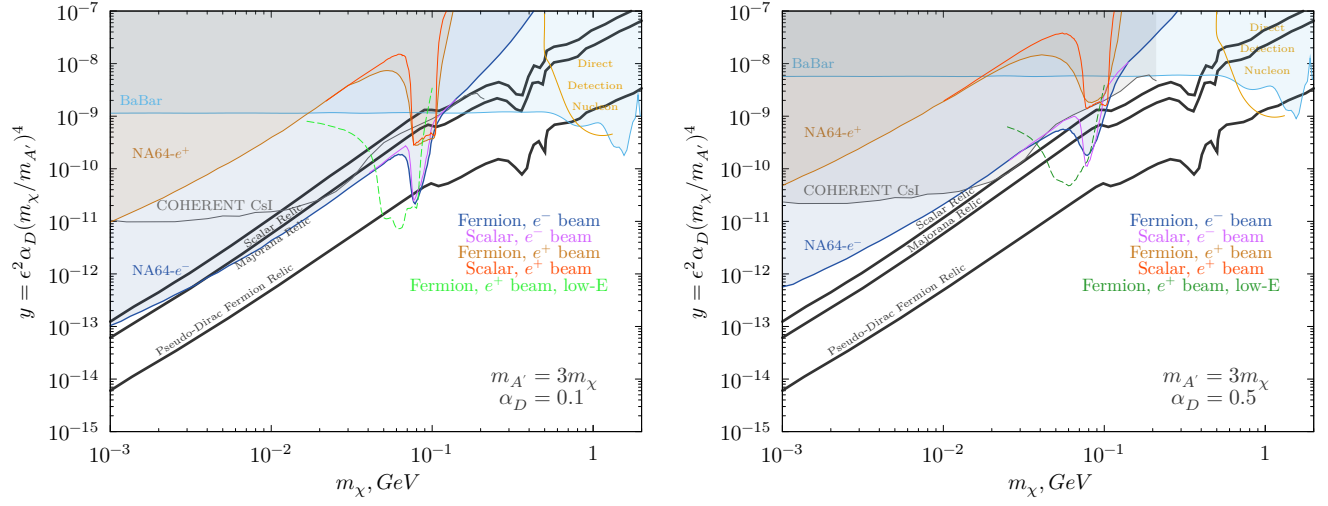 10^−7
10^−8
10^−9
10^−10
10^−11
10^−12
10^−13
10^−14
10^−15
y = ϵ^2 α_D (m_χ/m_A′)^4
BaBar
NA64-e^+
COHERENT CsI
NA64-e^−
Scalar Relic
Majorana Relic
Pseudo-Dirac Fermion Relic
Direct
Detection
Nucleon
Fermion, e^− beam
Scalar, e^− beam
Fermion, e^+ beam
Scalar, e^+ beam
Fermion, e^+ beam, low-E
m_A′ = 3m_χ
α_D = 0.1
10^−3 10^−2 10^−1 1
m_χ, GeV
10^−7
10^−8
10^−9
10^−10
10^−11
10^−12
10^−13
10^−14
10^−15
y = ϵ^2 α_D (m_χ/m_A′)^4
BaBar
NA64-e^+
COHERENT CsI
NA64-e^−
Scalar Relic
Majorana Relic
Pseudo-Dirac Fermion Relic
Direct
Detection
Nucleon
Fermion, e^− beam
Scalar, e^− beam
Fermion, e^+ beam
Scalar, e^+ beam
Fermion, e^+ beam, low-E
m_A′ = 3m_χ
α_D = 0.5
10^−3 10^−2 10^−1 1
m_χ, GeV